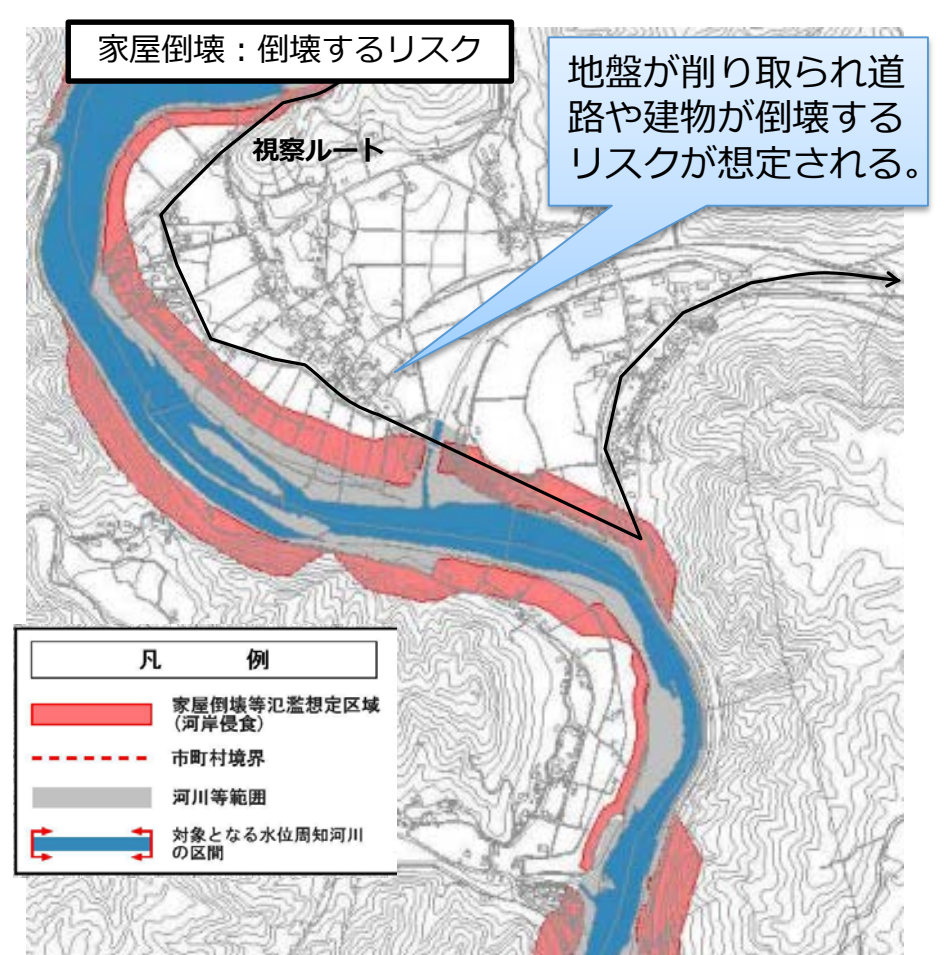 家屋倒壊：倒壊するリスク
地盤が削り取られ道
路や建物が倒壊する
リスクが想定される。
視察ルート
凡　例
家屋倒壊等氾濫想定区域
(河岸侵食)
市町村境界
河川等範囲
対象となる水位周知河川
の区間